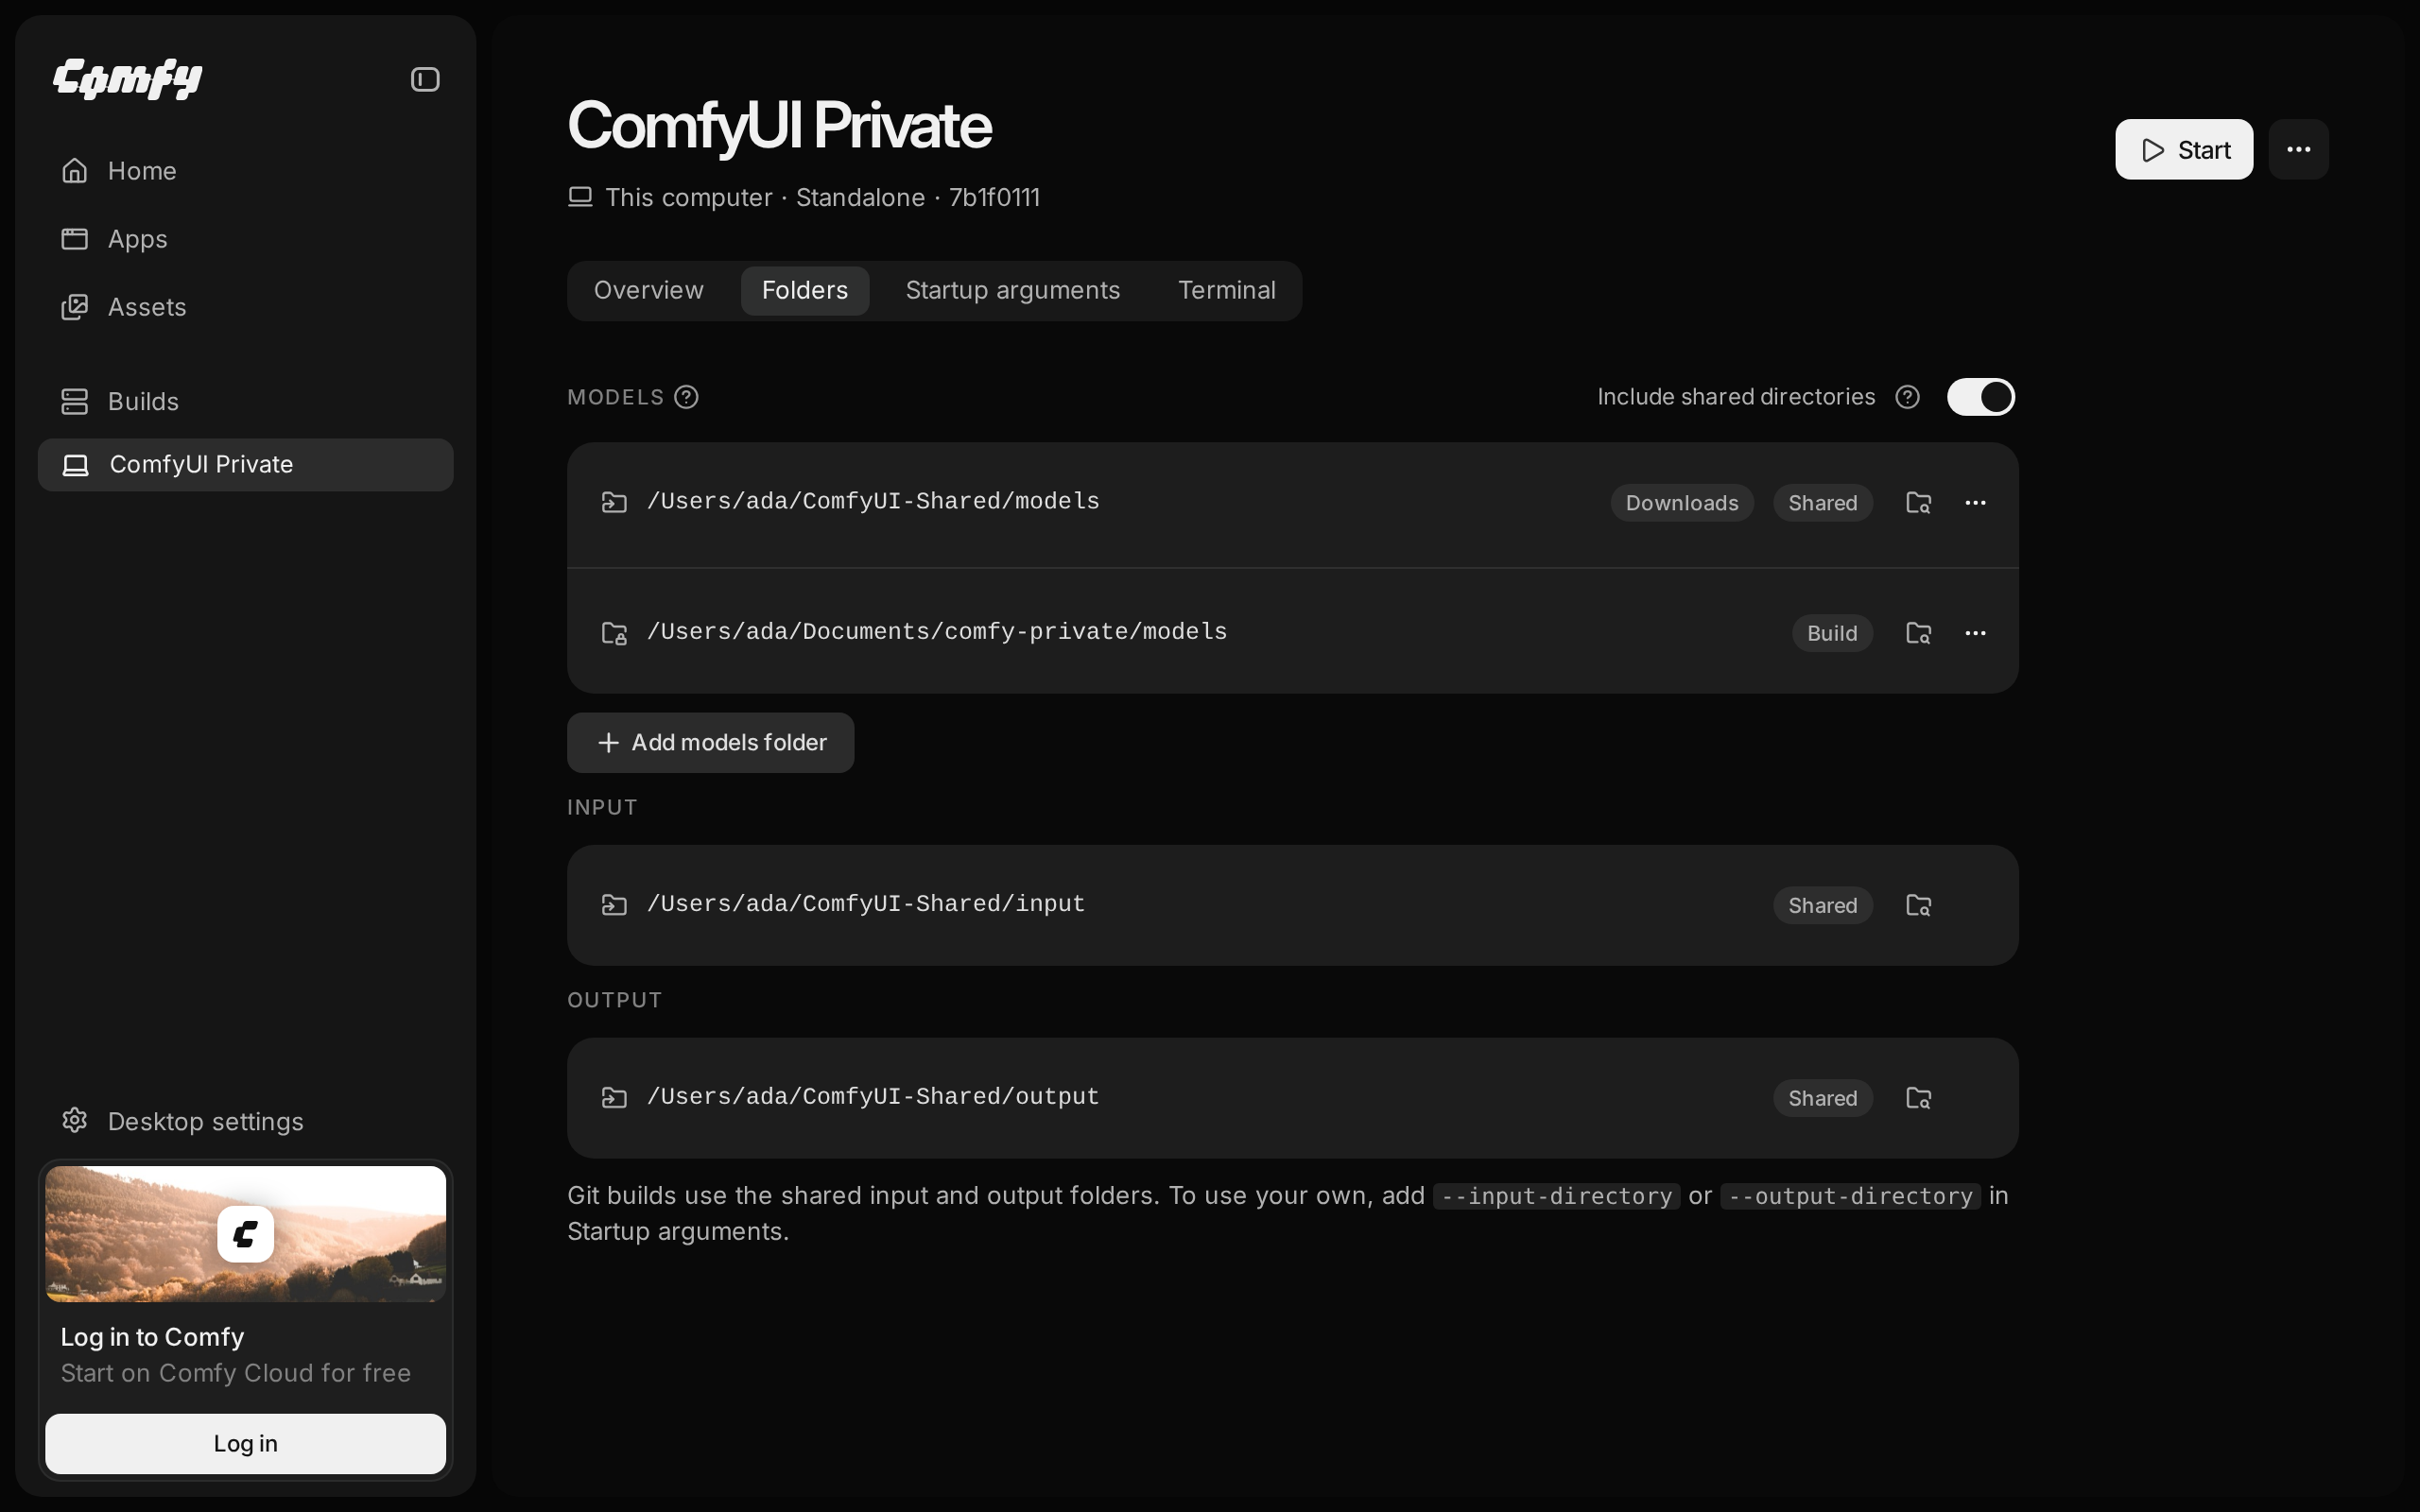 Comfy
Home
Apps
Assets
Builds
ComfyUI Private
Desktop settings
Log in to Comfy
Start on Comfy Cloud for free
Log in
ComfyUI Private
This computer · Standalone · 7b1f0111
Start
Overview
Folders
Startup arguments
Terminal
MODELS
Include shared directories
/Users/ada/ComfyUI-Shared/models
Downloads
Shared
/Users/ada/Documents/comfy-private/models
Build
Add models folder
INPUT
/Users/ada/ComfyUI-Shared/input
Shared
OUTPUT
/Users/ada/ComfyUI-Shared/output
Shared
Git builds use the shared input and output folders. To use your own, add --input-directory or --output-directory in
Startup arguments.